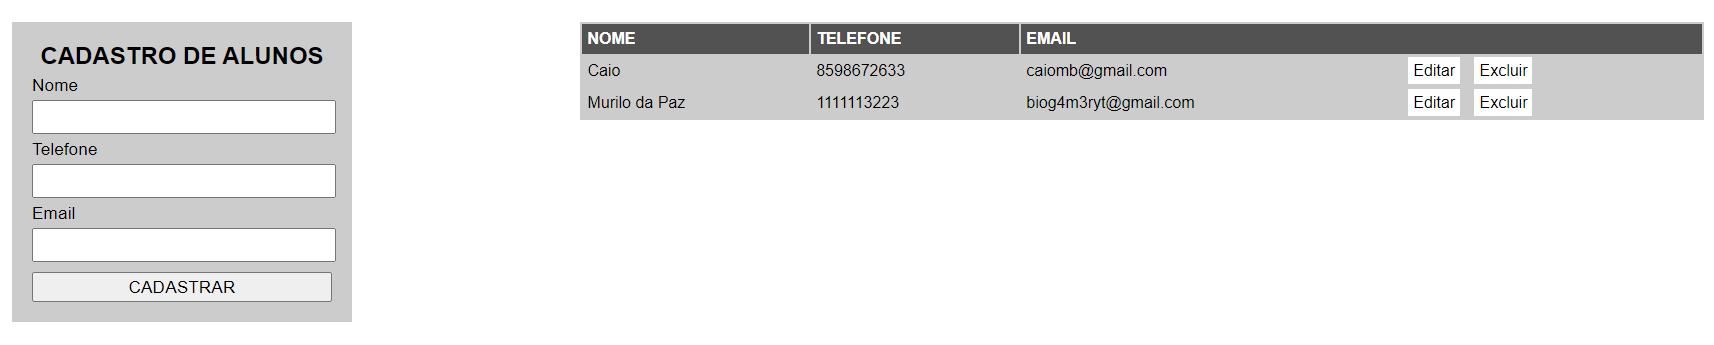 CADASTRO DE ALUNOS
Nome
Telefone
Email
CADASTRAR
NOME TELEFONE EMAIL
Caio 8598672633 caiomb@gmail.com Editar Excluir
Murilo da Paz 1111113223 biog4m3ryt@gmail.com Editar Excluir